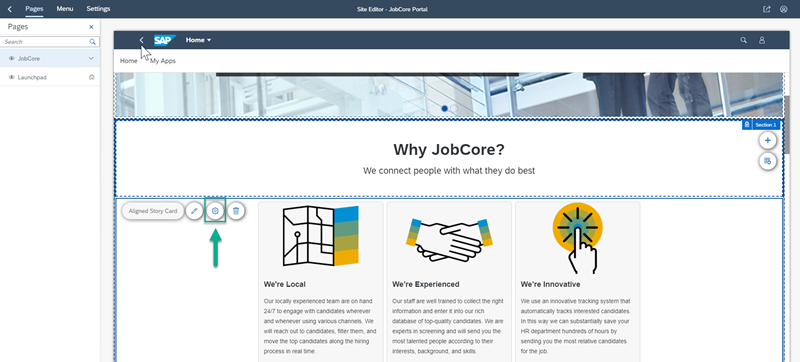 Pages Menu Settings
Site Editor - JobCore Portal
Pages
Search
JobCore
Launchpad
SAP Home
Home My Apps
Section 1
Why JobCore?
We connect people with what they do best
Aligned Story Card
We're Local
Our locally experienced team are on hand
24/7 to engage with candidates wherever
and whenever using various channels. We
will reach out to candidates, filter them, and
move the top candidates along the hiring
process in real time.
We're Experienced
Our staff are well trained to collect the right
information and enter it into our rich
database of top-quality candidates. We are
experts in screening and will send you the
most talented people according to their
interests, background, and skills.
We're Innovative
We use an innovative tracking system that
automatically tracks interested candidates.
In this way we can substantially save your
HR department hundreds of hours by
sending you the most relative candidates
for the job.